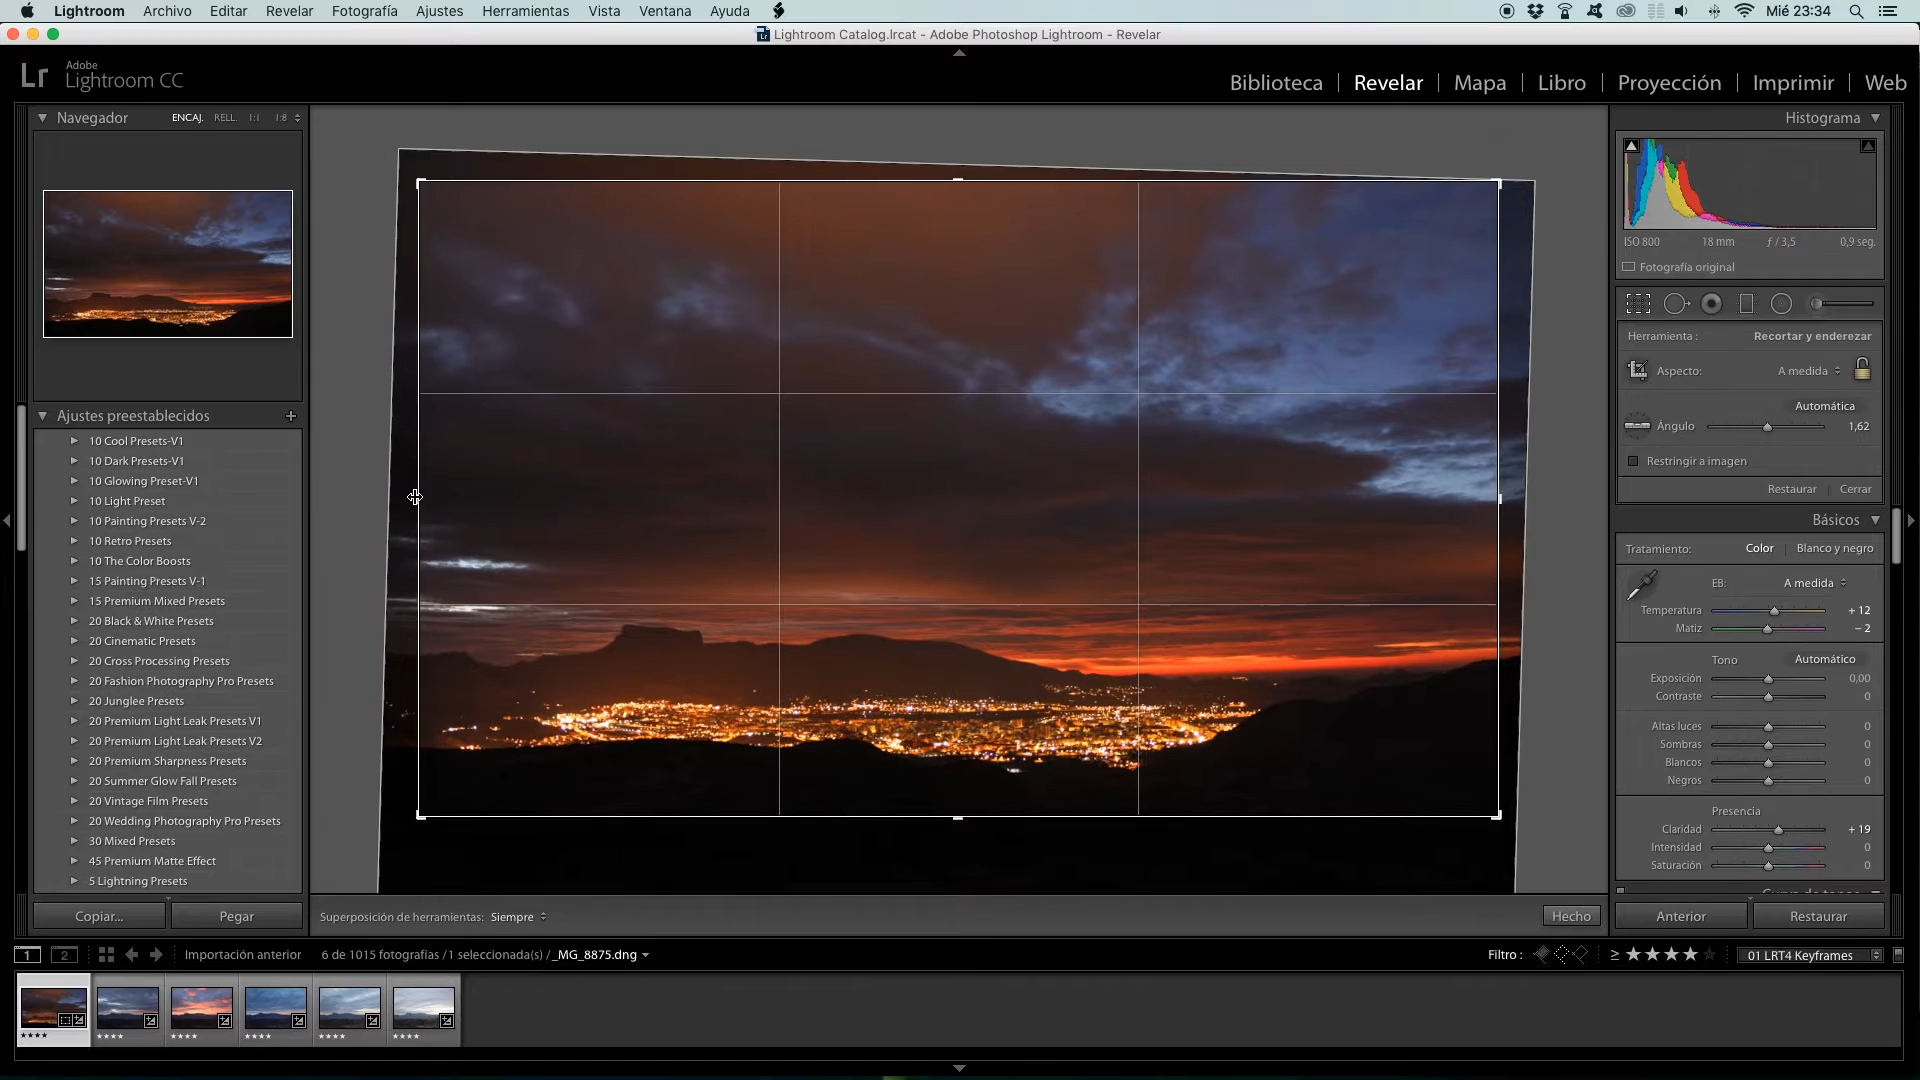 Lightroom Archivo Editar Revelar Fotografía Ajustes Herramientas Vista Ventana Ayuda Mié 23:34
Lightroom Catalog.lrcat - Adobe Photoshop Lightroom - Revelar
Lr Adobe
Lightroom CC
Biblioteca | Revelar | Mapa | Libro | Proyección | Imprimir | Web
Navegador ENCAJ. RELL. 1:1 1:8
Ajustes preestablecidos +
10 Cool Presets-V1
10 Dark Presets-V1
10 Glowing Preset-V1
10 Light Preset
10 Painting Presets V-2
10 Retro Presets
10 The Color Boosts
15 Painting Presets V-1
15 Premium Mixed Presets
20 Black & White Presets
20 Cinematic Presets
20 Cross Processing Presets
20 Fashion Photography Pro Presets
20 Junglee Presets
20 Premium Light Leak Presets V1
20 Premium Light Leak Presets V2
20 Premium Sharpness Presets
20 Summer Glow Fall Presets
20 Vintage Film Presets
20 Wedding Photography Pro Presets
30 Mixed Presets
45 Premium Matte Effect
5 Lightning Presets
Copiar... Pegar
Superposición de herramientas: Siempre
Hecho
Histograma
ISO 800 18 mm ƒ / 3,5 0,9 seg.
Fotografía original
Herramienta : Recortar y enderezar
Aspecto: A medida
Automática
Ángulo 1,62
Restringir a imagen
Restaurar Cerrar
Básicos
Tratamiento: Color | Blanco y negro
EB: A medida
Temperatura + 12
Matiz – 2
Tono Automático
Exposición 0,00
Contraste 0
Altas luces 0
Sombras 0
Blancos 0
Negros 0
Presencia
Claridad + 19
Intensidad 0
Saturación 0
Anterior Restaurar
1 2 Importación anterior 6 de 1015 fotografías /1 seleccionada(s) /_MG_8875.dng
Filtro : ≥ ★★★★★ 01 LRT4 Keyframes
★★★★ ★★★★ ★★★★ ★★★★ ★★★★ ★★★★